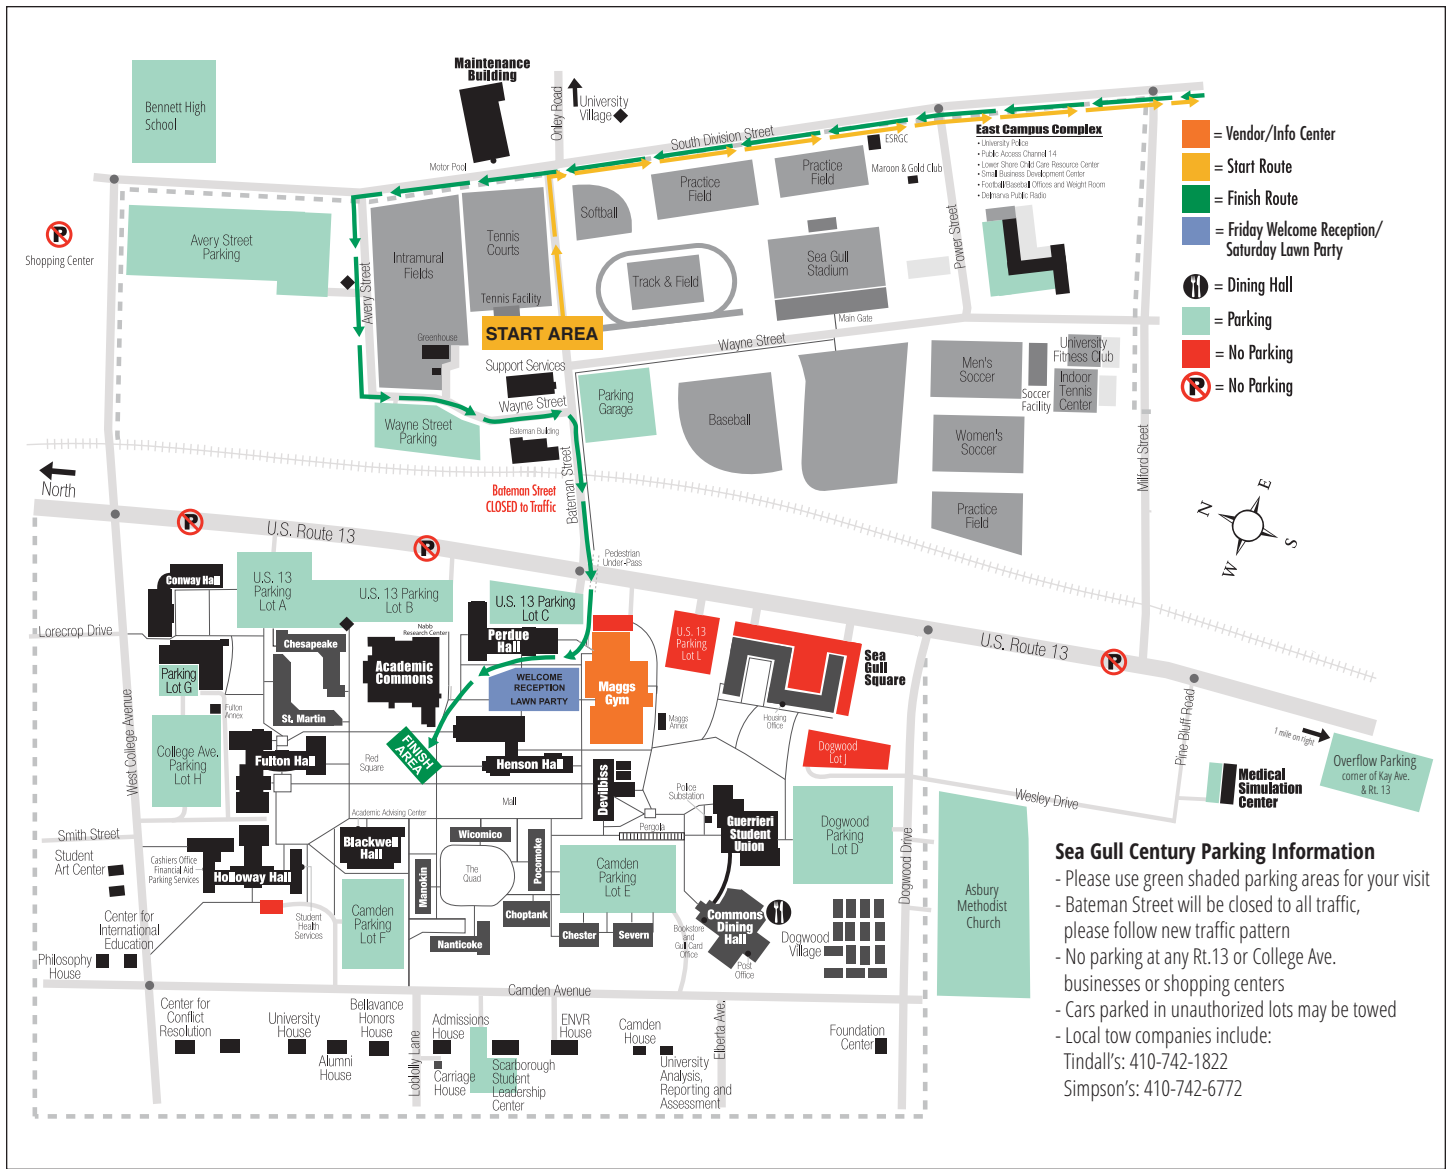 Maintenance
Building
Bennett High
School
Onley Road
University
Village
South Division Street
Motor Pool
ESRGC
Maroon & Gold Club
East Campus Complex
• University Police
• Public Access Channel 14
• Lower Shore Child Care Resource Center
• Small Business Development Center
• Football/Baseball Offices and Weight Room
• Delmarva Public Radio
= Vendor/Info Center
= Start Route
= Finish Route
= Friday Welcome Reception/
Saturday Lawn Party
= Dining Hall
= Parking
= No Parking
P
= No Parking
P
Shopping Center
Avery Street
Parking
Avery Street
Intramural
Fields
Tennis
Courts
Tennis Facility
Softball
Practice
Field
Practice
Field
Track & Field
Sea Gull
Stadium
Power Street
Main Gate
START AREA
Greenhouse
Support Services
Wayne Street
Wayne Street
Wayne Street
Parking
Bateman Building
Parking
Garage
Baseball
Men's
Soccer
Soccer
Facility
University
Fitness Club
Indoor
Tennis
Center
Women's
Soccer
Practice
Field
Milford Street
North
Bateman Street
CLOSED to Traffic
Bateman Street
N
E
S
W
P
P
U.S. Route 13
Pedestrian
Under-Pass
U.S. Route 13
P
Conway Hall
U.S. 13
Parking
Lot A
U.S. 13 Parking
Lot B
U.S. 13 Parking
Lot C
Lorecrop Drive
Chesapeake
Nabb
Research Center
Perdue
Hall
Academic
Commons
Parking
Lot G
Fulton
Annex
St. Martin
WELCOME
RECEPTION
LAWN PARTY
Maggs
Gym
Maggs
Annex
U.S. 13
Parking
Lot L
Sea
Gull
Square
Housing
Office
Dogwood
Lot J
Pine Bluff Road
1 mile on right
Overflow Parking
corner of Kay Ave.
& Rt. 13
West College Avenue
College Ave.
Parking
Lot H
Fulton Hall
Red
Square
FINISH
AREA
Henson Hall
Devilbiss
Police
Substation
Wesley Drive
Medical
Simulation
Center
Mall
Academic Advising Center
Pergola
Guerrieri
Student
Union
Dogwood
Parking
Lot D
Dogwood Drive
Smith Street
Student
Art Center
Cashiers Office
Financial Aid
Parking Services
Holloway Hall
Blackwell
Hall
Wicomico
The
Quad
Manokin
Pocomoke
Camden
Parking
Lot E
Camden
Parking
Lot F
Student
Health
Services
Nanticoke
Choptank
Chester
Severn
Bookstore
and
Gull Card
Office
Commons
Dining
Hall
Post
Office
Dogwood
Village
Asbury
Methodist
Church
Center for
International
Education
Philosophy
House
Camden Avenue
Center for
Conflict
Resolution
University
House
Alumni
House
Bellavance
Honors
House
Loblolly Lane
Admissions
House
Carriage
House
Scarborough
Student
Leadership
Center
ENVR
House
Camden
House
University
Analysis,
Reporting and
Assessment
Elberta Ave.
Foundation
Center
Sea Gull Century Parking Information
- Please use green shaded parking areas for your visit
- Bateman Street will be closed to all traffic,
please follow new traffic pattern
- No parking at any Rt.13 or College Ave.
businesses or shopping centers
- Cars parked in unauthorized lots may be towed
- Local tow companies include:
Tindall's: 410-742-1822
Simpson's: 410-742-6772